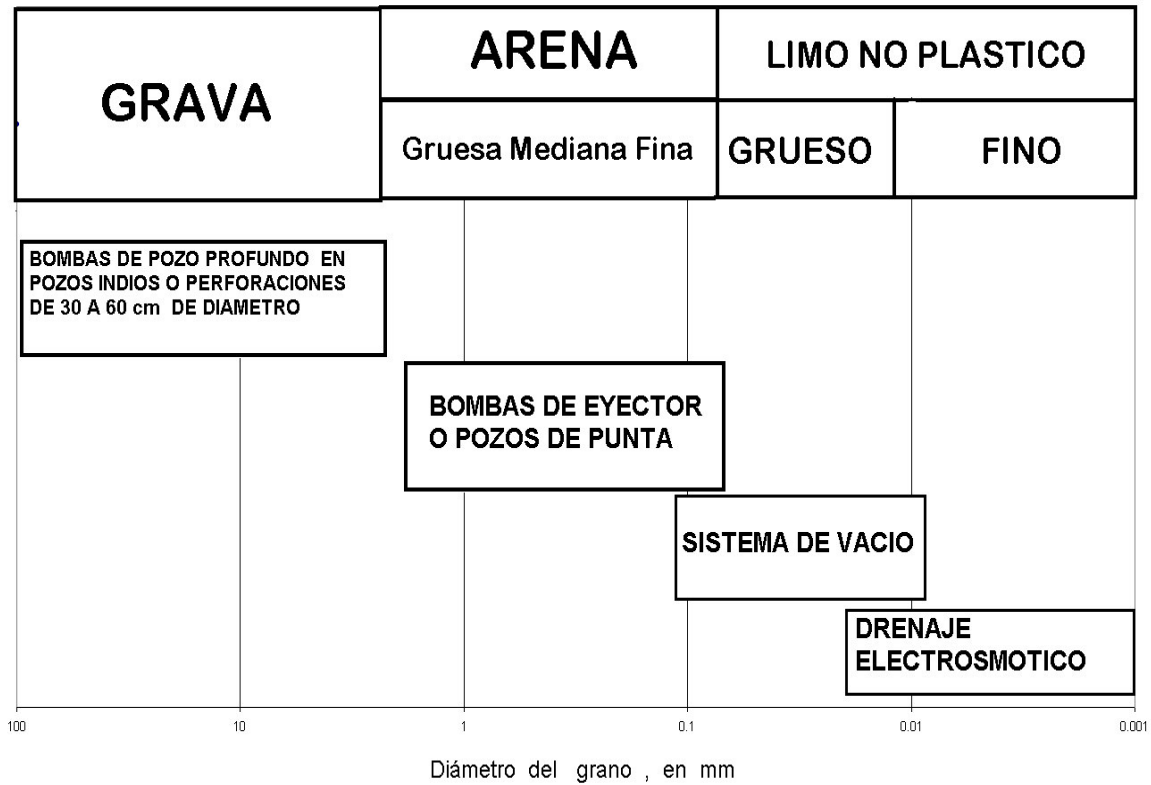 GRAVA
ARENA
LIMO NO PLASTICO
Gruesa Mediana Fina
GRUESO
FINO
BOMBAS DE POZO PROFUNDO EN
POZOS INDIOS O PERFORACIONES
DE 30 A 60 cm DE DIAMETRO
BOMBAS DE EYECTOR
O POZOS DE PUNTA
SISTEMA DE VACIO
DRENAJE
ELECTROSMOTICO
100 10 1 0.1 0.01 0.001
Diámetro del grano , en mm